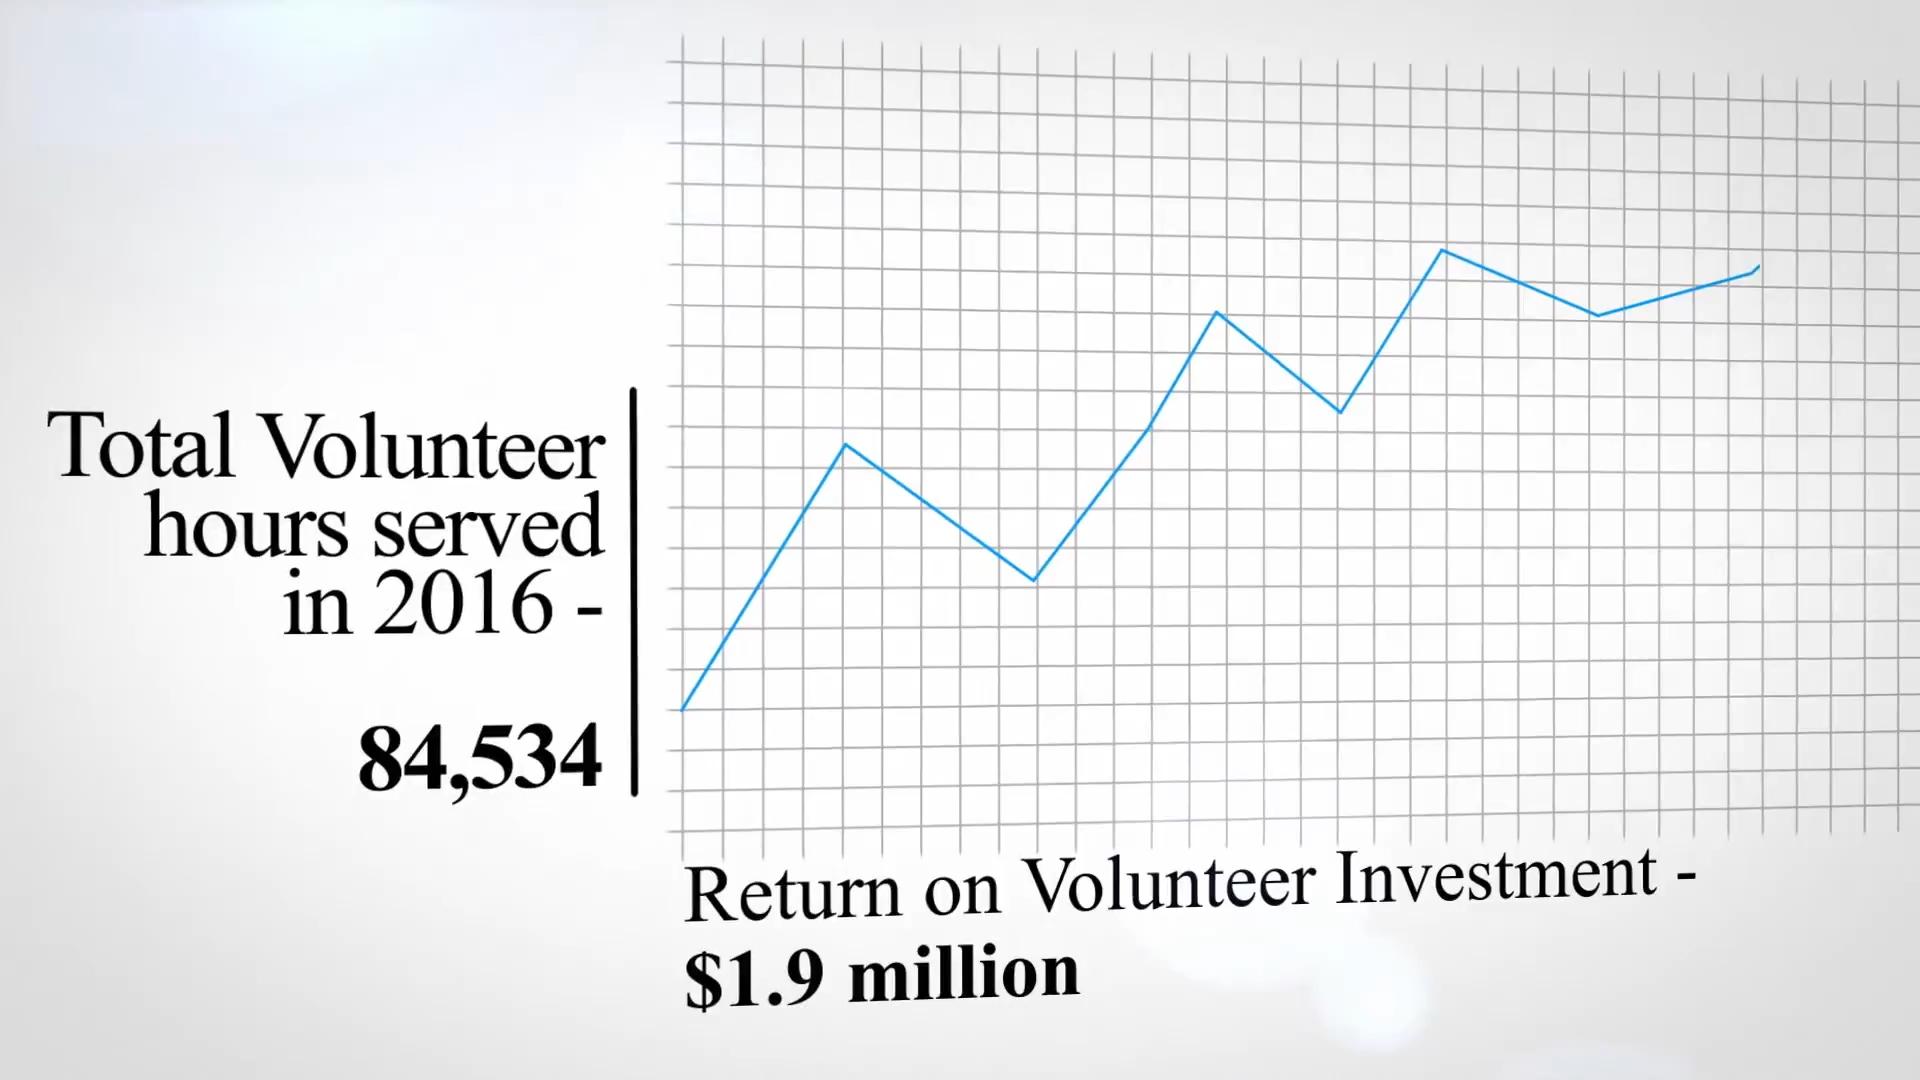 Total Volunteer
hours served
in 2016 -
84,534
Return on Volunteer Investment -
$1.9 million